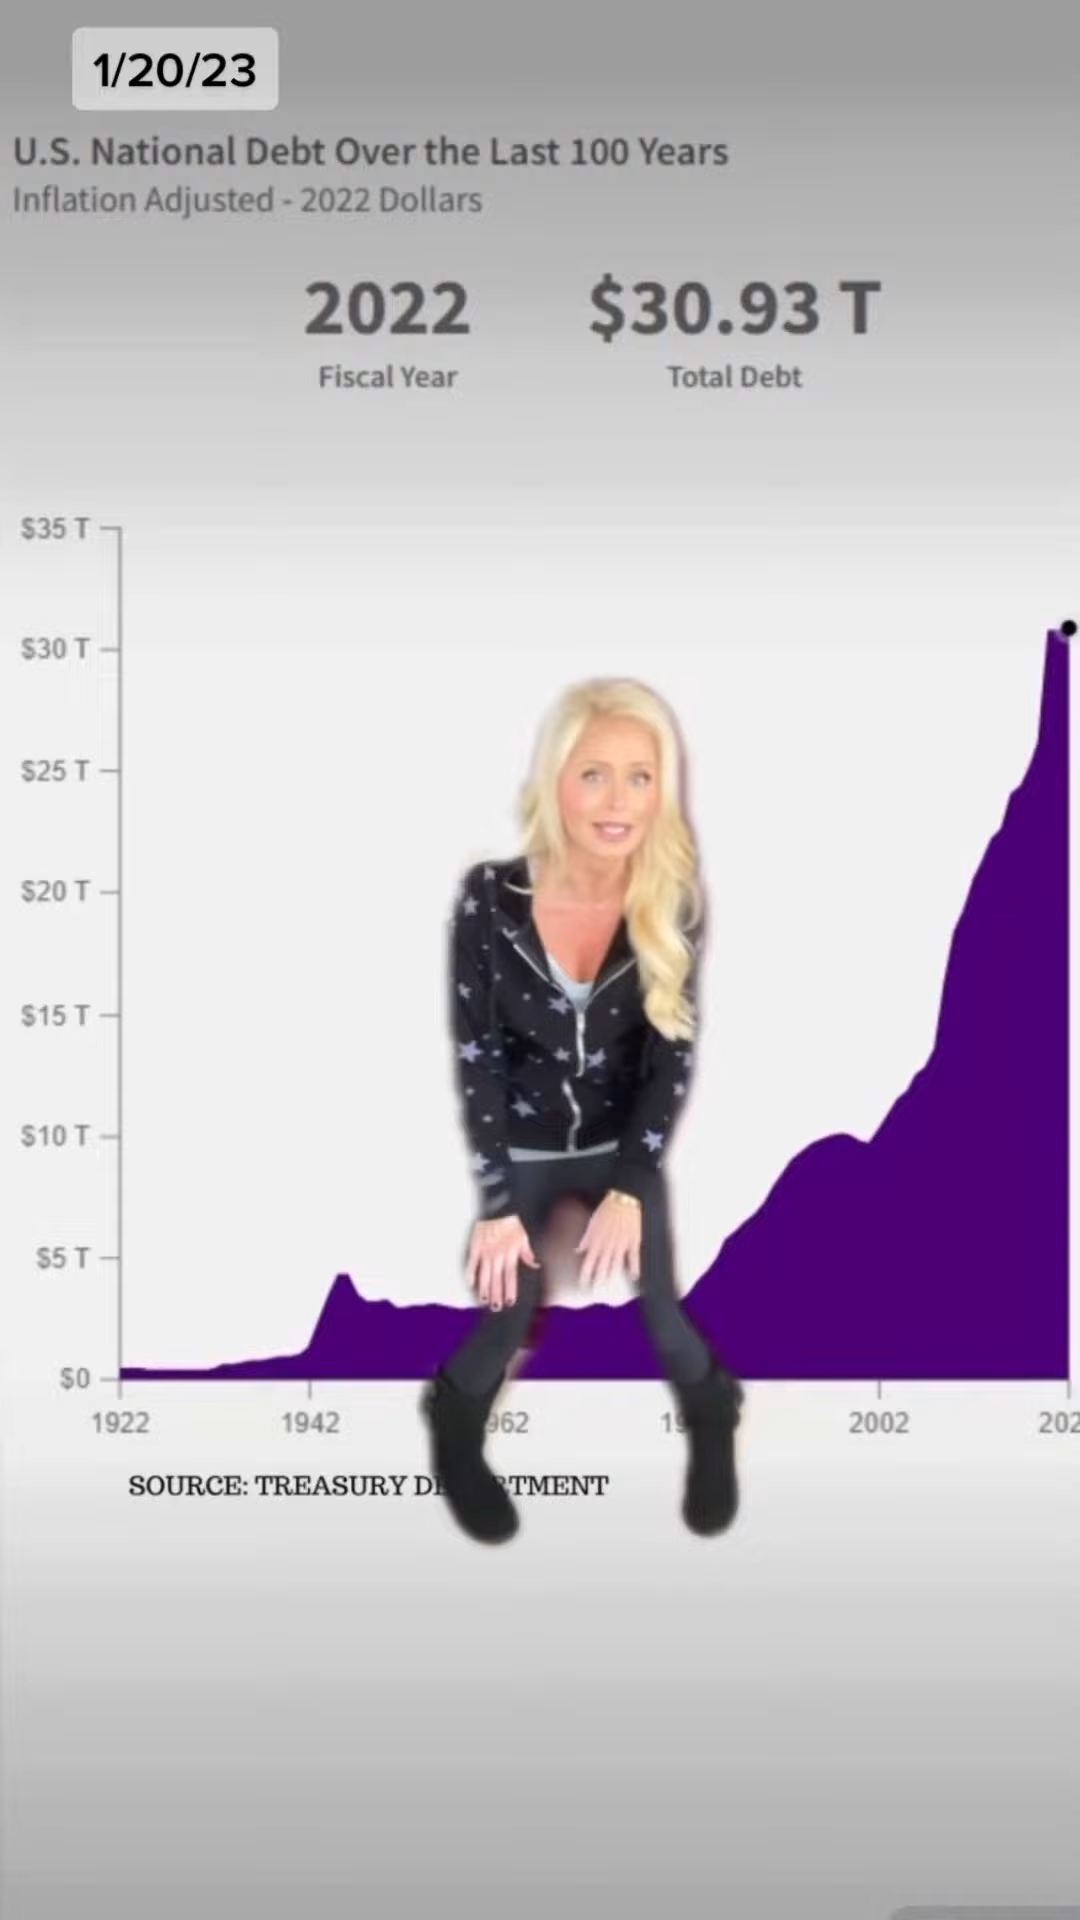 1/20/23
U.S. National Debt Over the Last 100 Years
Inflation Adjusted - 2022 Dollars
2022 $30.93 T
Fiscal Year Total Debt
$35 T
$30 T
$25 T
$20 T
$15 T
$10 T
$5 T
$0
1922 1942 962 2002
SOURCE: TREASURY